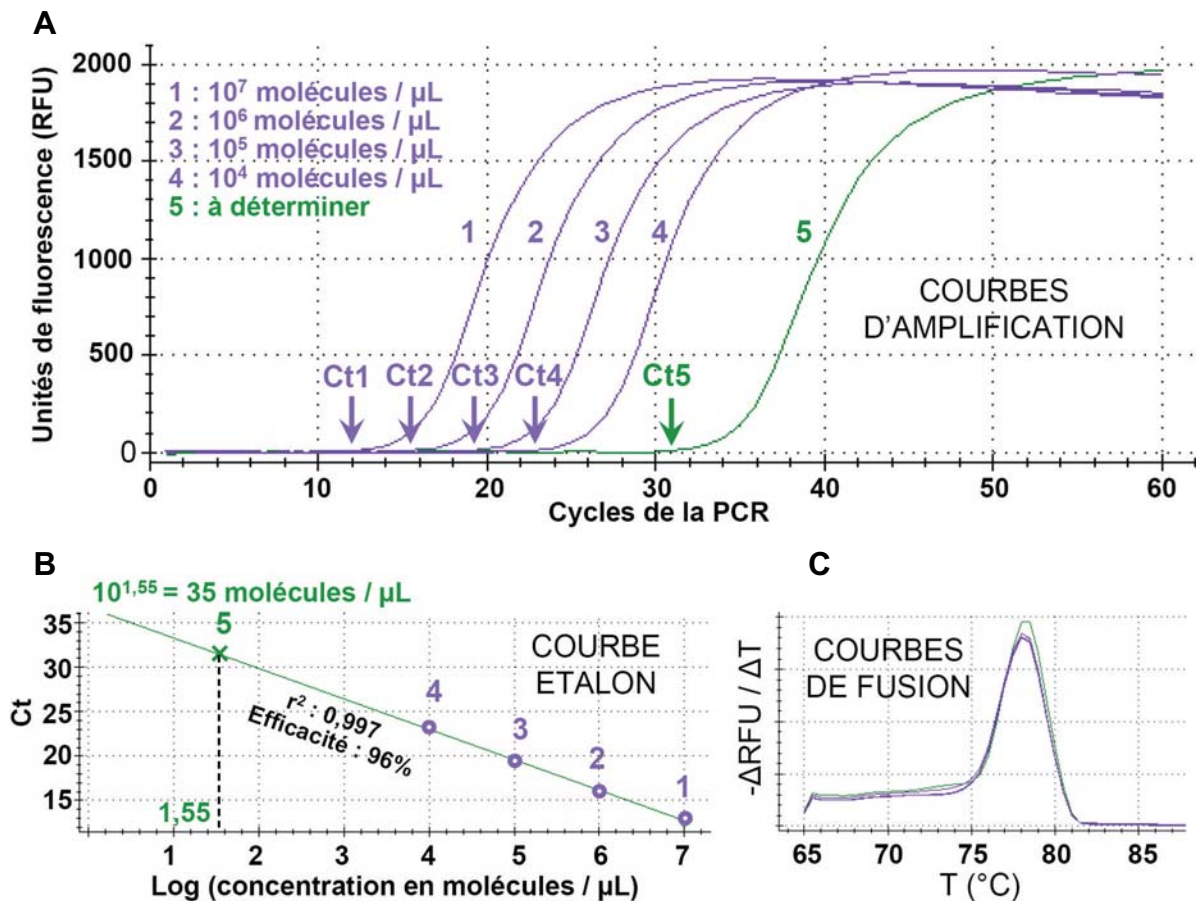 A
Unités de fluorescence (RFU)
2000
1500
1000
500
0
1 : 10⁷ molécules / µL
2 : 10⁶ molécules / µL
3 : 10⁵ molécules / µL
4 : 10⁴ molécules / µL
5 : à déterminer
1
2
3
4
5
COURBES
D'AMPLIFICATION
Ct1
Ct2
Ct3
Ct4
Ct5
0
10
20
30
40
50
60
Cycles de la PCR
B
10¹,⁵⁵ = 35 molécules / µL
Ct
35
31
25
20
15
5
4
3
2
1
COURBE
ETALON
r² : 0,997
Efficacité : 96%
1,55
1
2
3
4
5
6
7
Log (concentration en molécules / µL)
C
COURBES
DE FUSION
-ΔRFU / ΔT
65
70
75
80
85
T (°C)